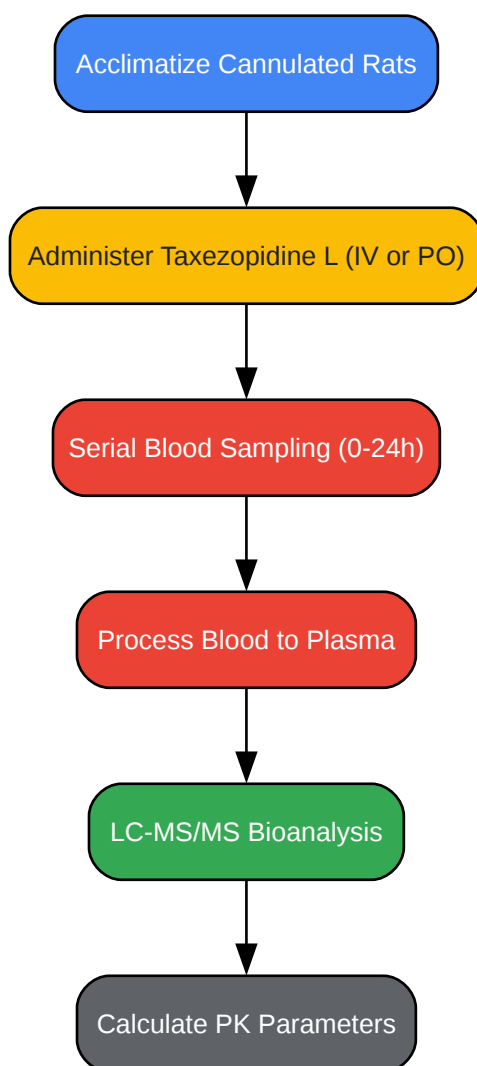 Acclimatize Cannulated Rats
Administer Taxezopidine L (IV or PO)
Serial Blood Sampling (0-24h)
Process Blood to Plasma
LC-MS/MS Bioanalysis
Calculate PK Parameters